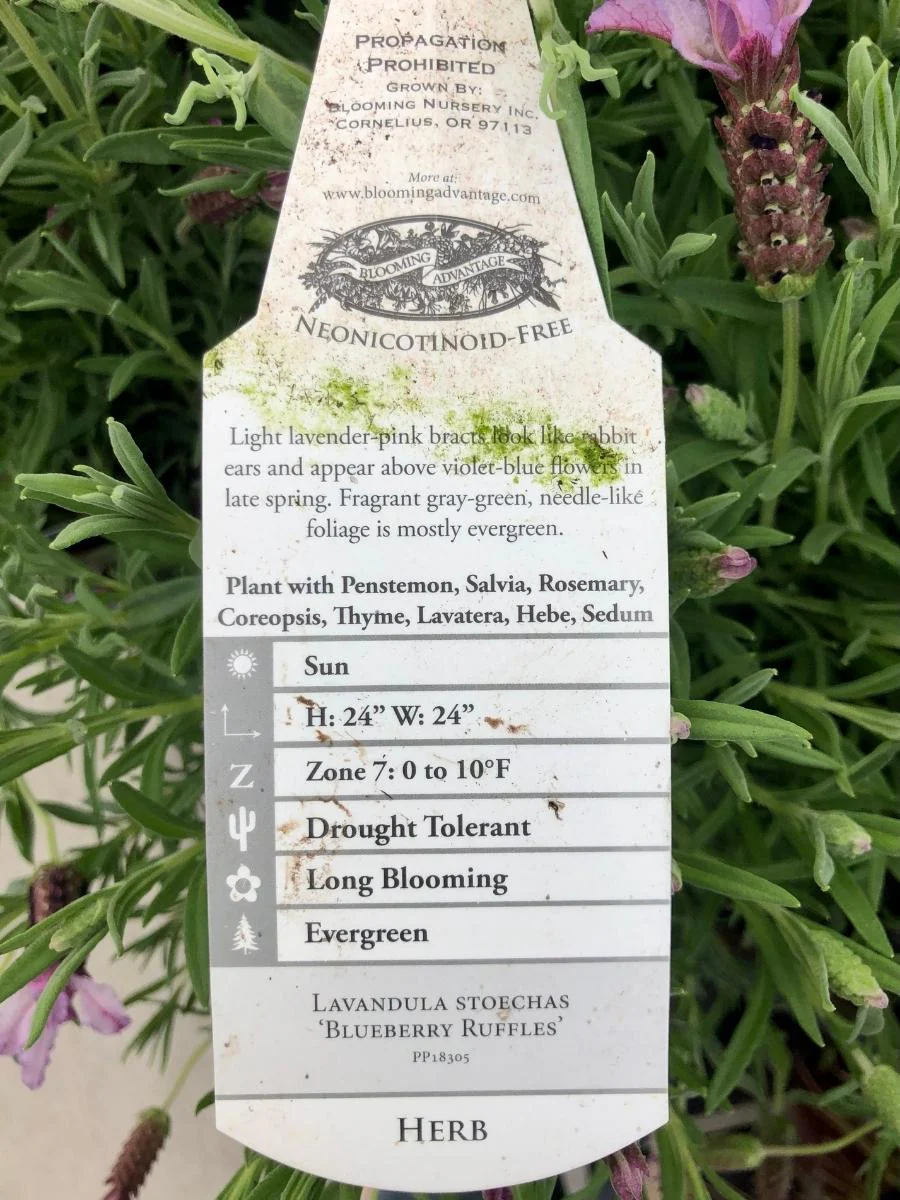 PROPAGATION
PROHIBITED
GROWN BY:
BLOOMING NURSERY INC.
CORNELIUS, OR 97113
More at:
www.bloomingadvantage.com
BLOOMING ADVANTAGE
NEONICOTINOID-FREE
Light lavender-pink bracts look like rabbit
ears and appear above violet-blue flowers in
late spring. Fragrant gray-green, needle-like
foliage is mostly evergreen.
Plant with Penstemon, Salvia, Rosemary,
Coreopsis, Thyme, Lavatera, Hebe, Sedum
Sun
H: 24” W: 24”
Z Zone 7: 0 to 10°F
Drought Tolerant
Long Blooming
Evergreen
LAVANDULA STOECHAS
‘BLUEBERRY RUFFLES’
PP18305
HERB